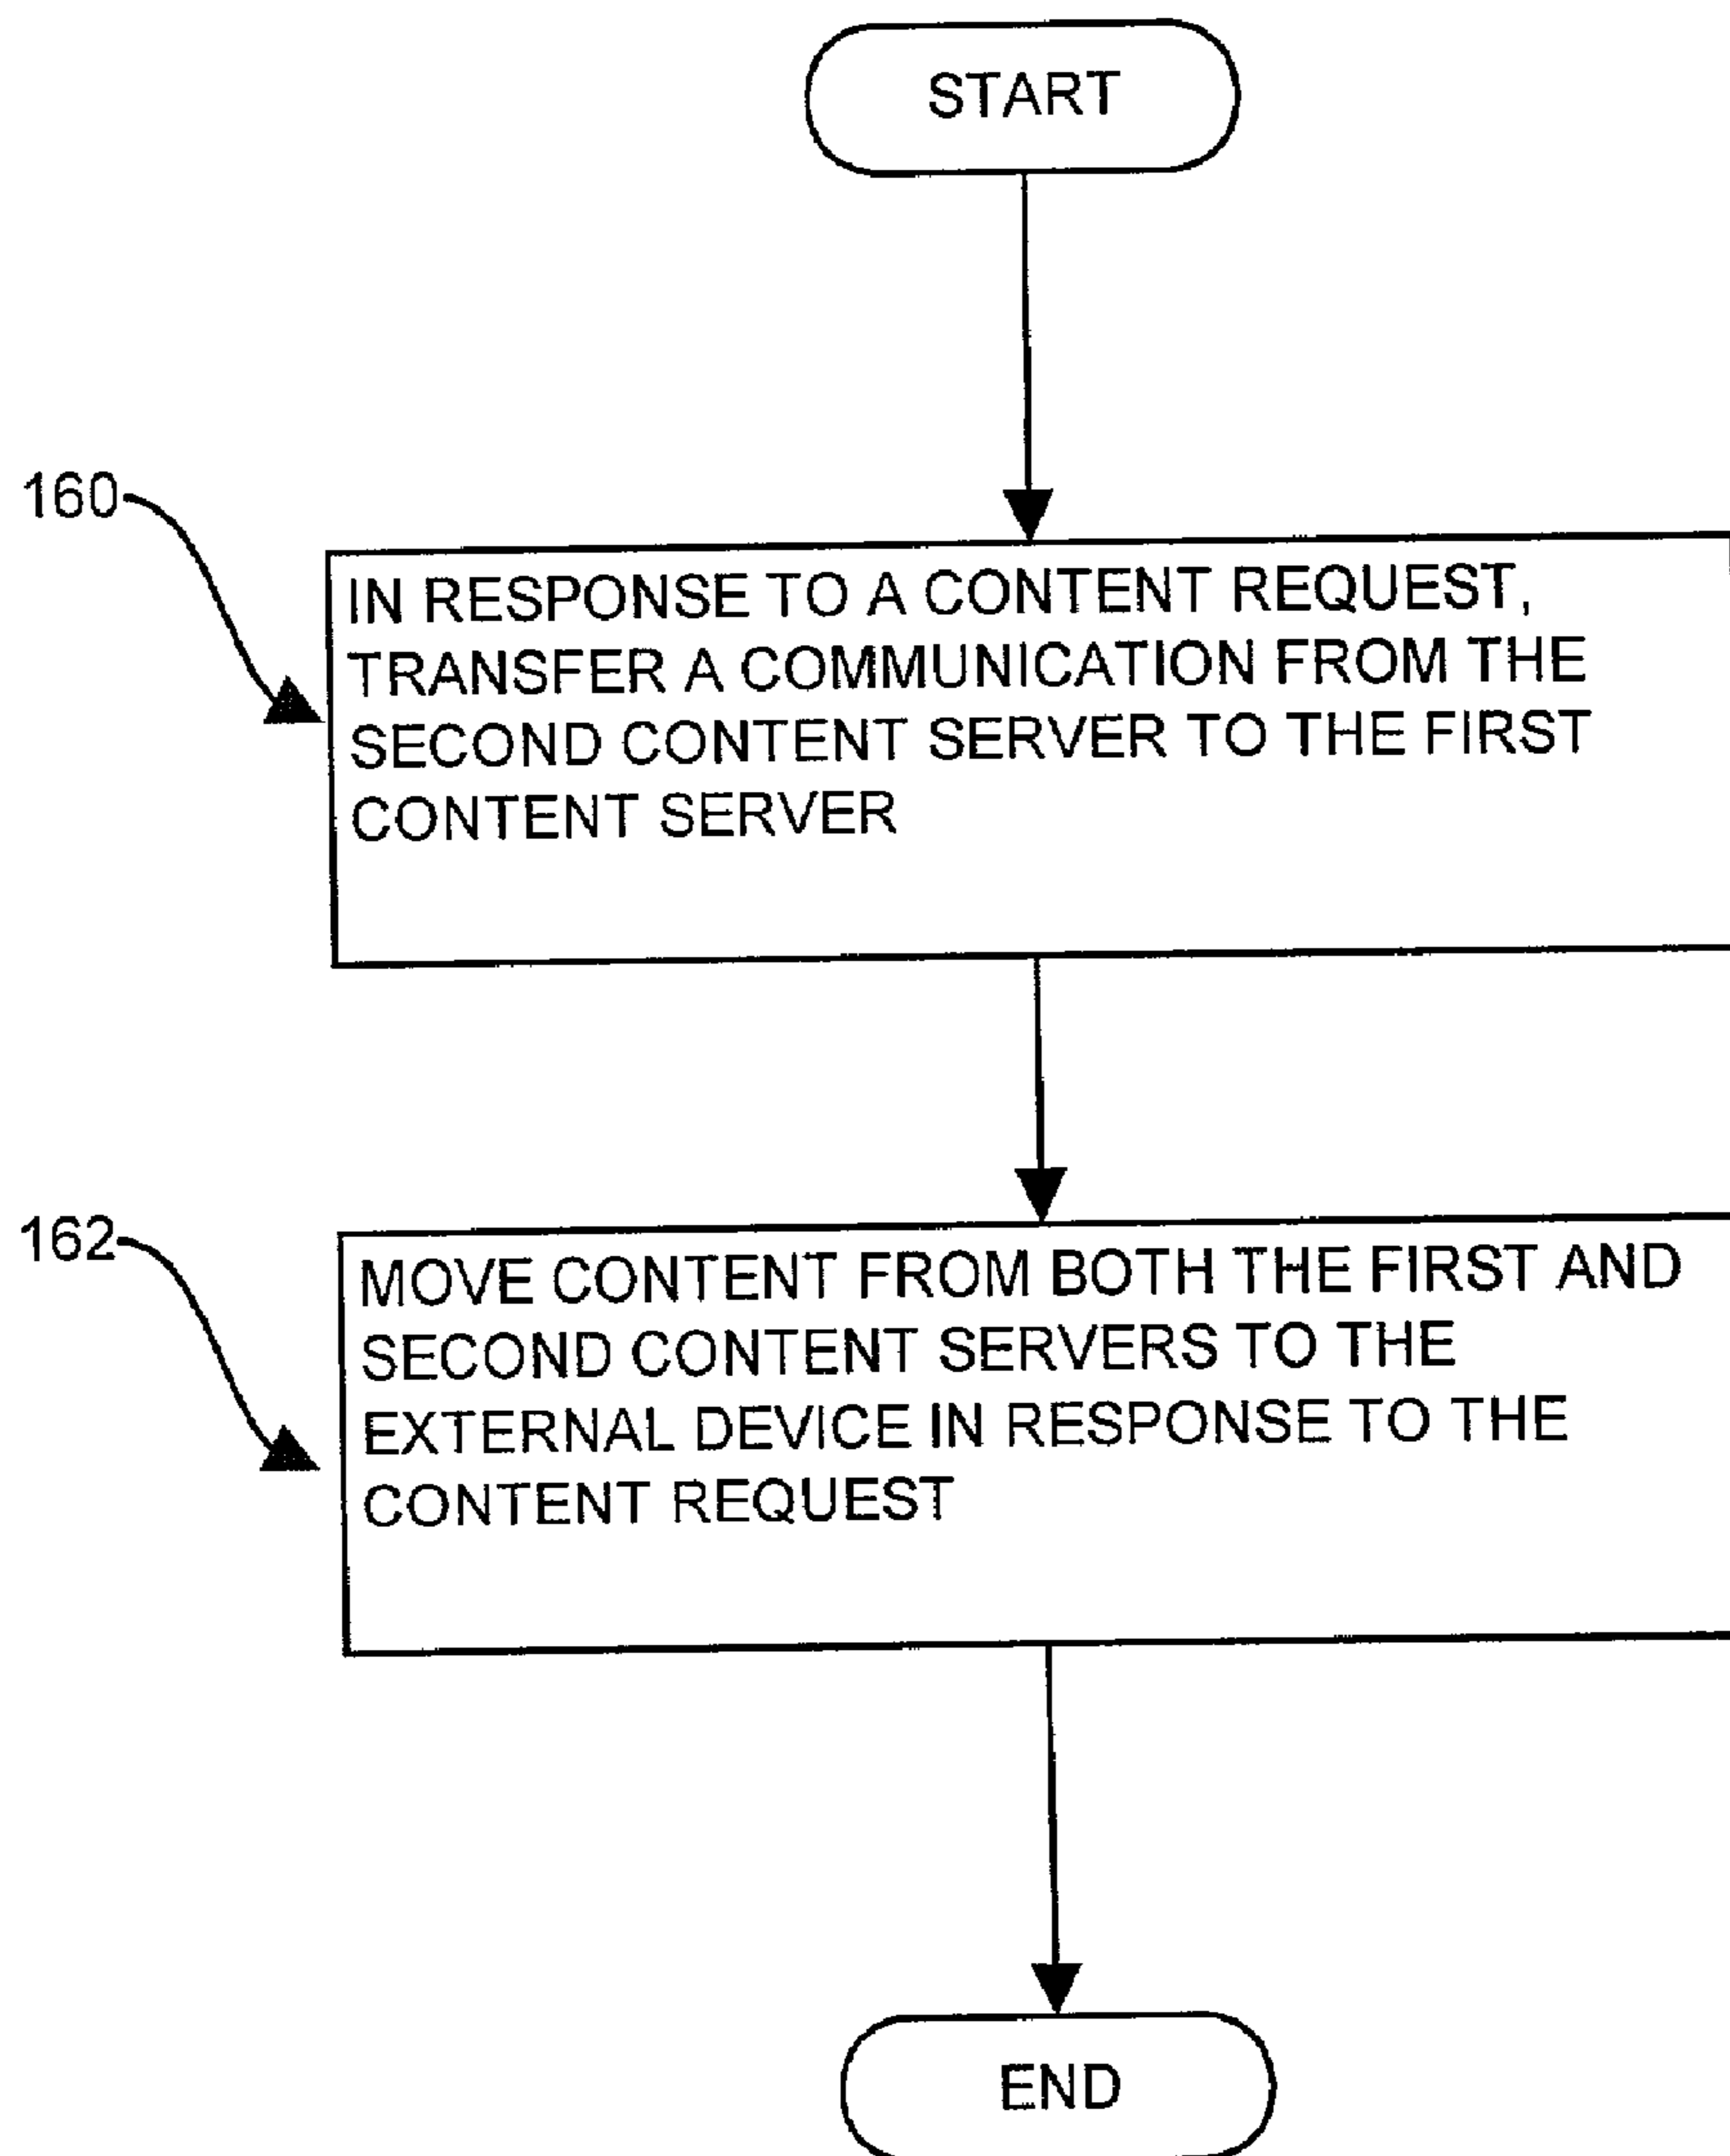 START
160
IN RESPONSE TO A CONTENT REQUEST,
TRANSFER A COMMUNICATION FROM THE
SECOND CONTENT SERVER TO THE FIRST
CONTENT SERVER
162
MOVE CONTENT FROM BOTH THE FIRST AND
SECOND CONTENT SERVERS TO THE
EXTERNAL DEVICE IN RESPONSE TO THE
CONTENT REQUEST
END